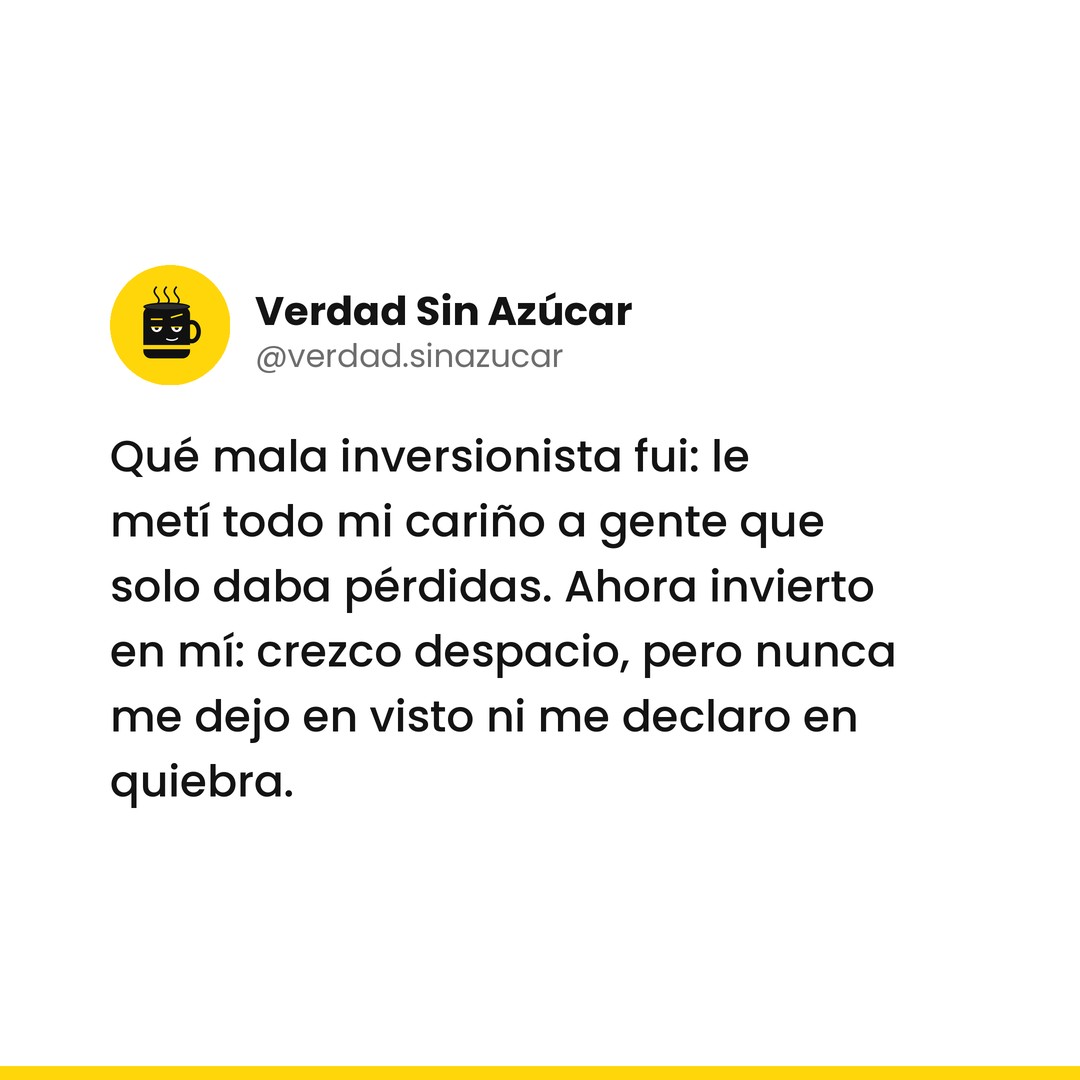 Verdad Sin Azúcar
@verdad.sinazucar
Qué mala inversionista fui: le
metí todo mi cariño a gente que
solo daba pérdidas. Ahora invierto
en mí: crezco despacio, pero nunca
me dejo en visto ni me declaro en
quiebra.